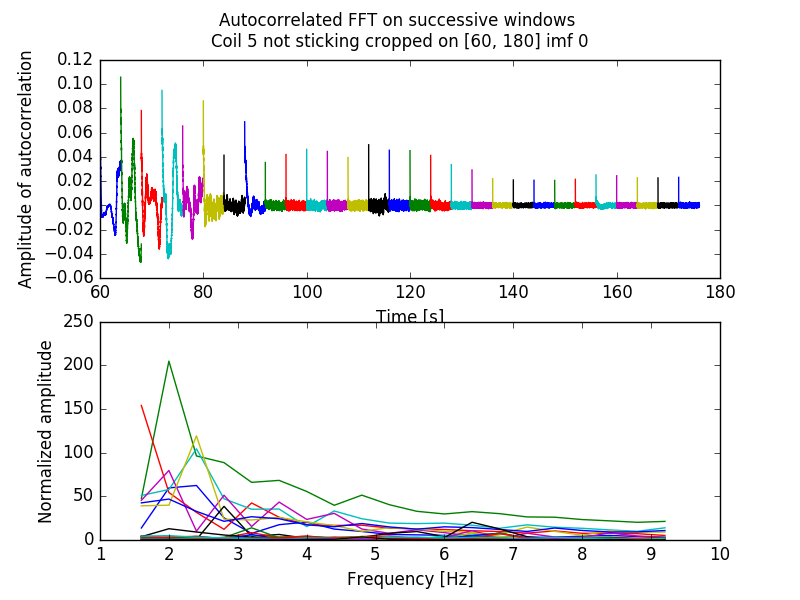 Autocorrelated FFT on successive windows
Coil 5 not sticking cropped on [60, 180] imf 0
Amplitude of autocorrelation
0.12
0.10
0.08
0.06
0.04
0.02
0.00
−0.02
−0.04
−0.06
60 80 100 120 140 160 180
Time [s]
Normalized amplitude
250
200
150
100
50
0
1 2 3 4 5 6 7 8 9 10
Frequency [Hz]